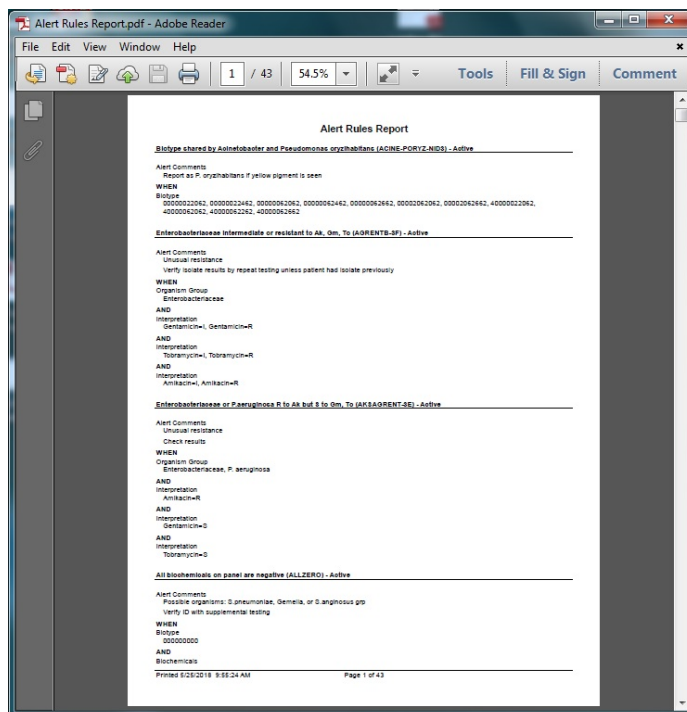 Alert Rules Report.pdf - Adobe Reader
File Edit View Window Help
1 / 43 54.5% Tools Fill & Sign Comment
Alert Rules Report
Biotype shared by Acinetobacter and Pseudomonas oryzihabitans (ACINE-PORYZ-NID3) - Active
Alert Comments
Report as P. oryzihabitans if yellow pigment is seen
WHEN
Biotype
00000022062, 00000022462, 00000062062, 00000062462, 00000062662, 00002062062, 00002062662, 40000022062,
40000062062, 40000062262, 40000062662
Enterobacteriaceae intermediate or resistant to Ak, Gm, To (AGRENTB-3F) - Active
Alert Comments
Unusual resistance
Verify isolate results by repeat testing unless patient had isolate previously
WHEN
Organism Group
Enterobacteriaceae
AND
Interpretation
Gentamicin=I, Gentamicin=R
AND
Interpretation
Tobramycin=I, Tobramycin=R
AND
Interpretation
Amikacin=I, Amikacin=R
Enterobacteriaceae or P.aeruginosa R to Ak but S to Gm, To (AKSAGRENT-3E) - Active
Alert Comments
Unusual resistance
Check results
WHEN
Organism Group
Enterobacteriaceae, P. aeruginosa
AND
Interpretation
Amikacin=R
AND
Interpretation
Gentamicin=S
AND
Interpretation
Tobramycin=S
All biochemicals on panel are negative (ALLZERO) - Active
Alert Comments
Possible organisms: S.pneumoniae, Gemella, or S.anginosus grp
Verify ID with supplemental testing
WHEN
Biotype
000000000
AND
Biochemicals
Printed 6/25/2018 9:55:24 AM Page 1 of 43